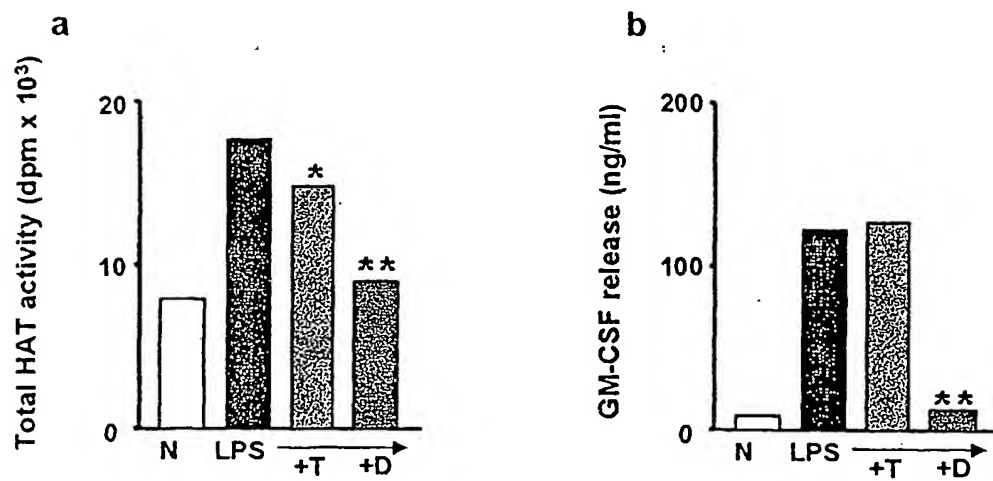 a
Total HAT activity (dpm x 10³)
20
10
0
*
**
N
LPS
+T
+D
b
GM-CSF release (ng/ml)
200
100
0
**
N
LPS
+T
+D